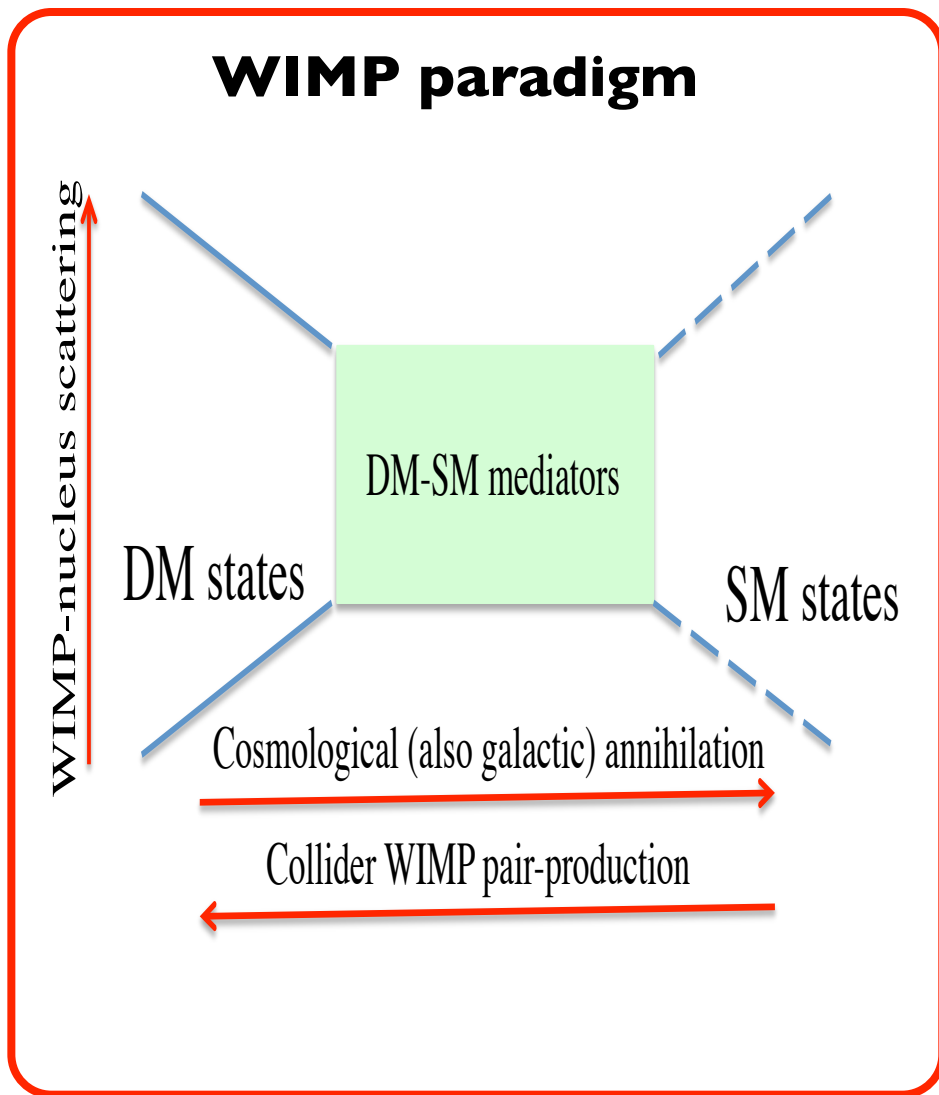 WIMP paradigm
WIMP-nucleus scattering
DM-SM mediators
DM states
SM states
Cosmological (also galactic) annihilation
Collider WIMP pair-production